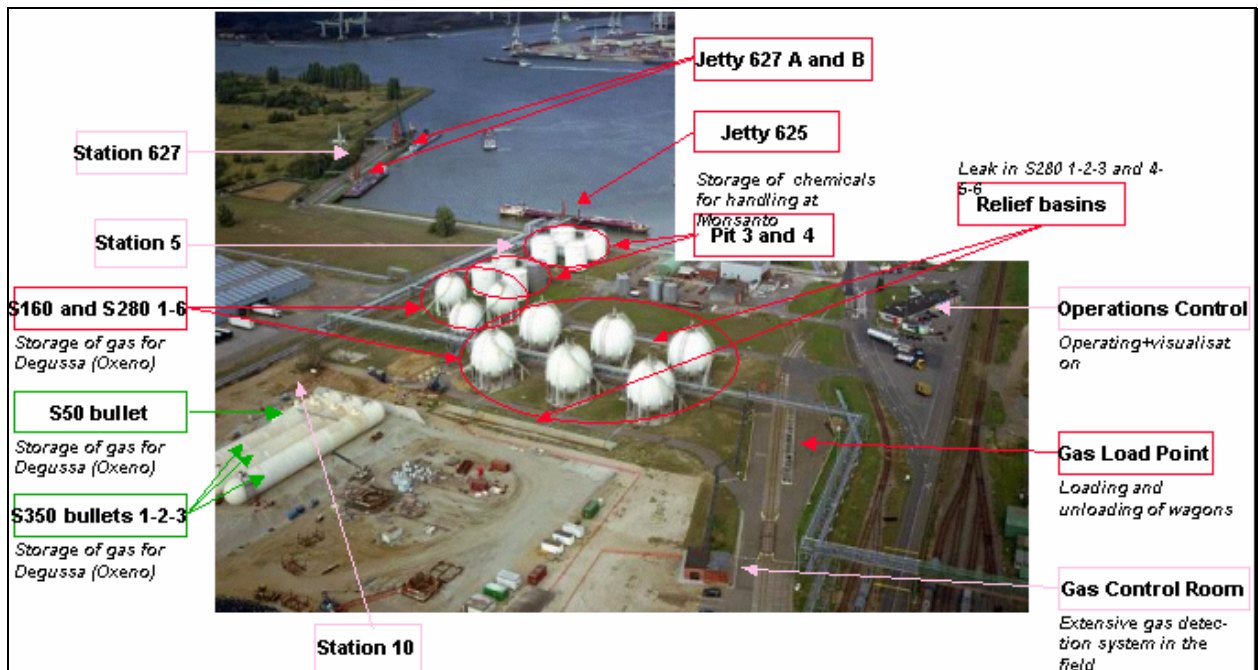 Jetty 627 A and B
Jetty 625
Station 627
Storage of chemicals
for handling at
Monsanto
Leak in S280 1-2-3 and 4-
5-6
Relief basins
Station 5
Pit 3 and 4
S160 and S280 1-6
Storage of gas for
Degussa (Oxeno)
Operations Control
Operating+visualisat
on
S50 bullet
Storage of gas for
Degussa (Oxeno)
Gas Load Point
Loading and
unloading of wagons
S350 bullets 1-2-3
Storage of gas for
Degussa (Oxeno)
Gas Control Room
Extensive gas detec-
tion system in the
field
Station 10